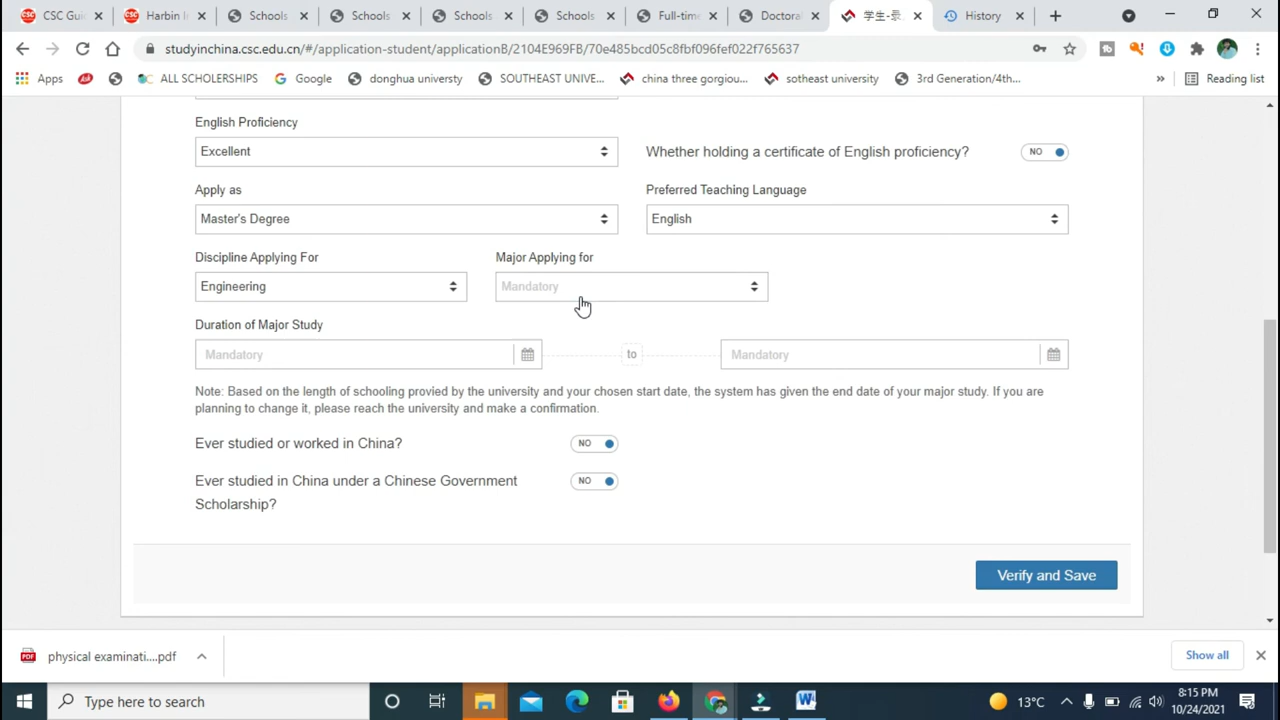 CSC Gui
Harbin In
Schools
Schools
Schools
Schools
Full-time
Doctoral
学生-录
History
studyinchina.csc.edu.cn/#/application-student/applicationB/2104E969FB/70e485bcd05c8fbf096fef022f765637
Apps
ALL SCHOLERSHIPS
Google
donghua univeristy
SOUTHEAST UNIVE...
china three gorgiou...
sotheast university
3rd Generation/4th...
»
Reading list
English Proficiency
Excellent
Whether holding a certificate of English proficiency?
NO
Apply as
Preferred Teaching Language
Master's Degree
English
Discipline Applying For
Major Applying for
Engineering
Mandatory
Duration of Major Study
Mandatory
to
Mandatory
Note: Based on the length of schooling provied by the university and your chosen start date, the system has given the end date of your major study. If you are
planning to change it, please reach the university and make a confirmation.
Ever studied or worked in China?
NO
Ever studied in China under a Chinese Government
Scholarship?
NO
Verify and Save
PDF
physical examinati....pdf
Show all
Type here to search
13°C
8:15 PM
10/24/2021